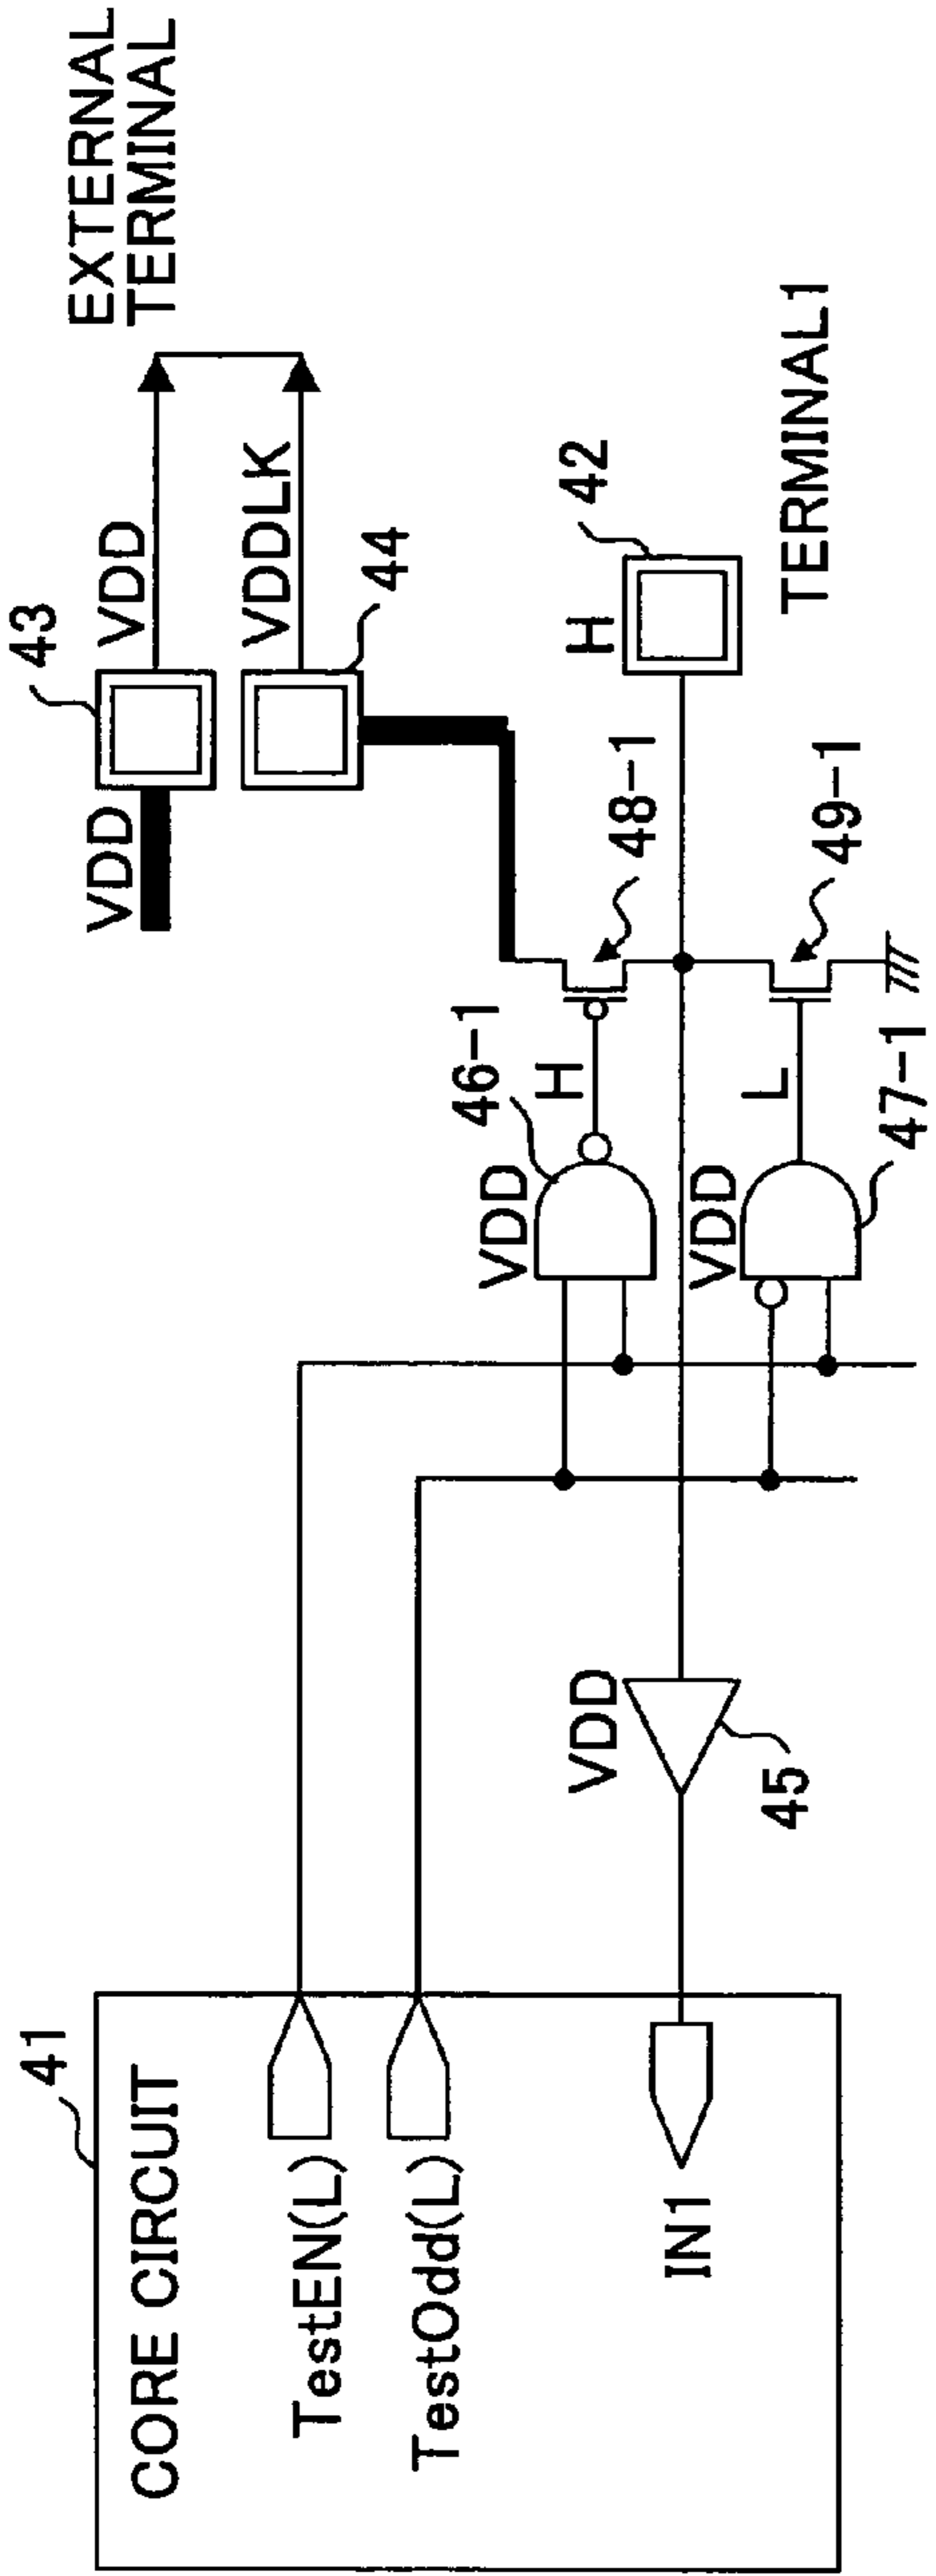 EXTERNAL
TERMINAL
43
VDD
VDD
VDDLK
44
42
H
TERMINAL1
48-1
49-1
46-1
H
VDD
L
VDD
47-1
VDD
45
41
CORE CIRCUIT
TestEN(L)
TestOdd(L)
IN1